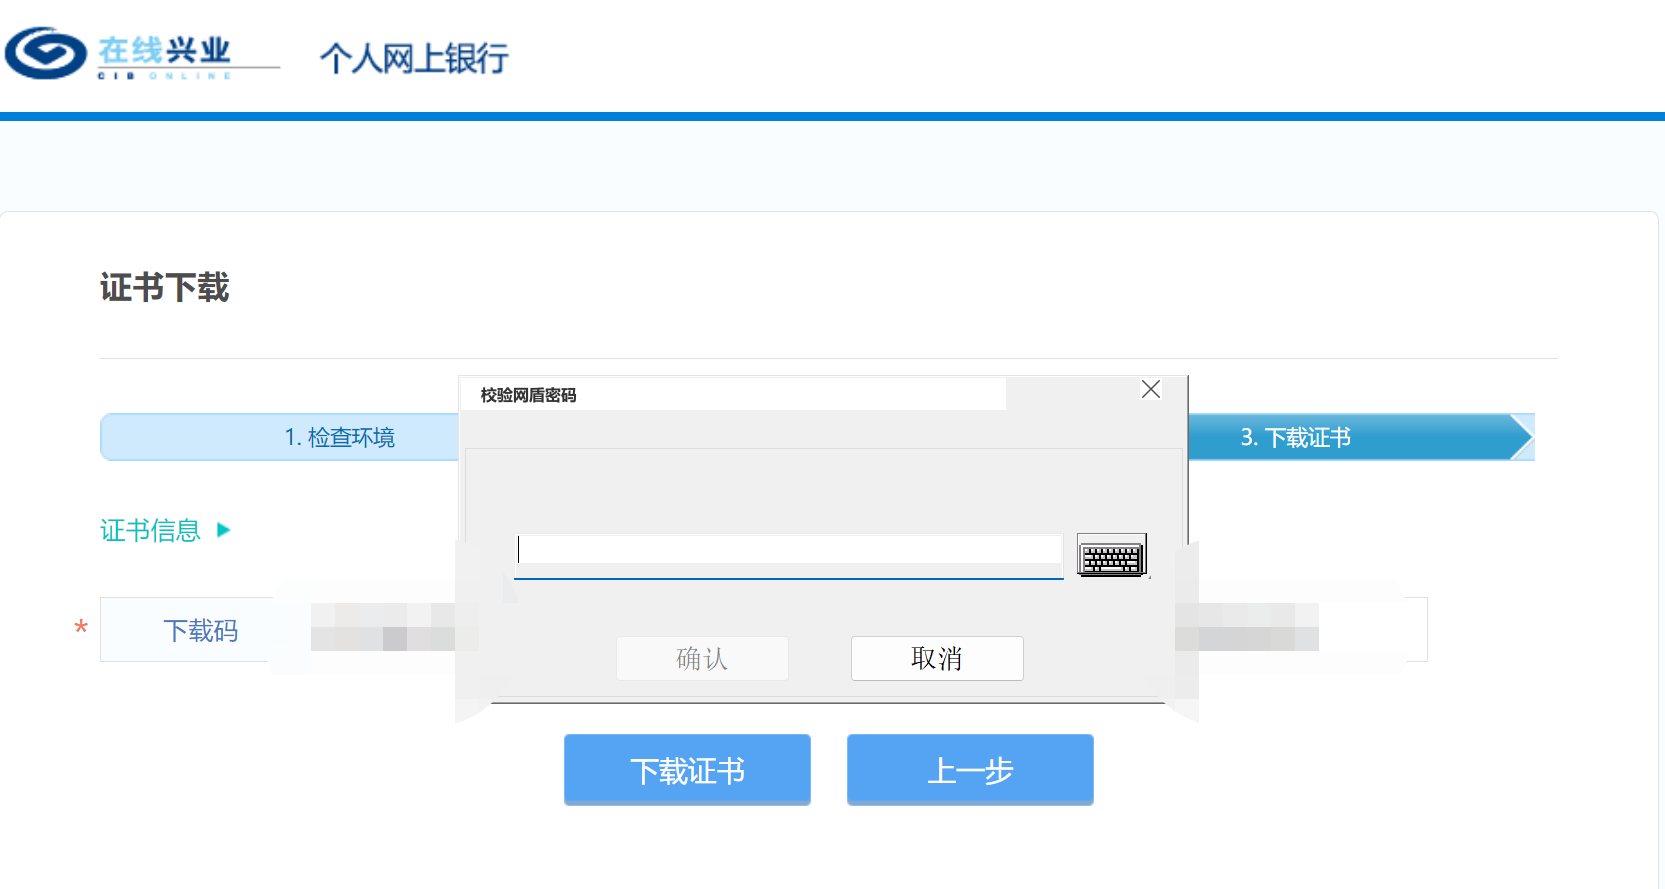 在线兴业
CIB ONLINE
个人网上银行
证书下载
校验网盾密码
1. 检查环境
3. 下载证书
证书信息
* 下载码
确认
取消
下载证书
上一步